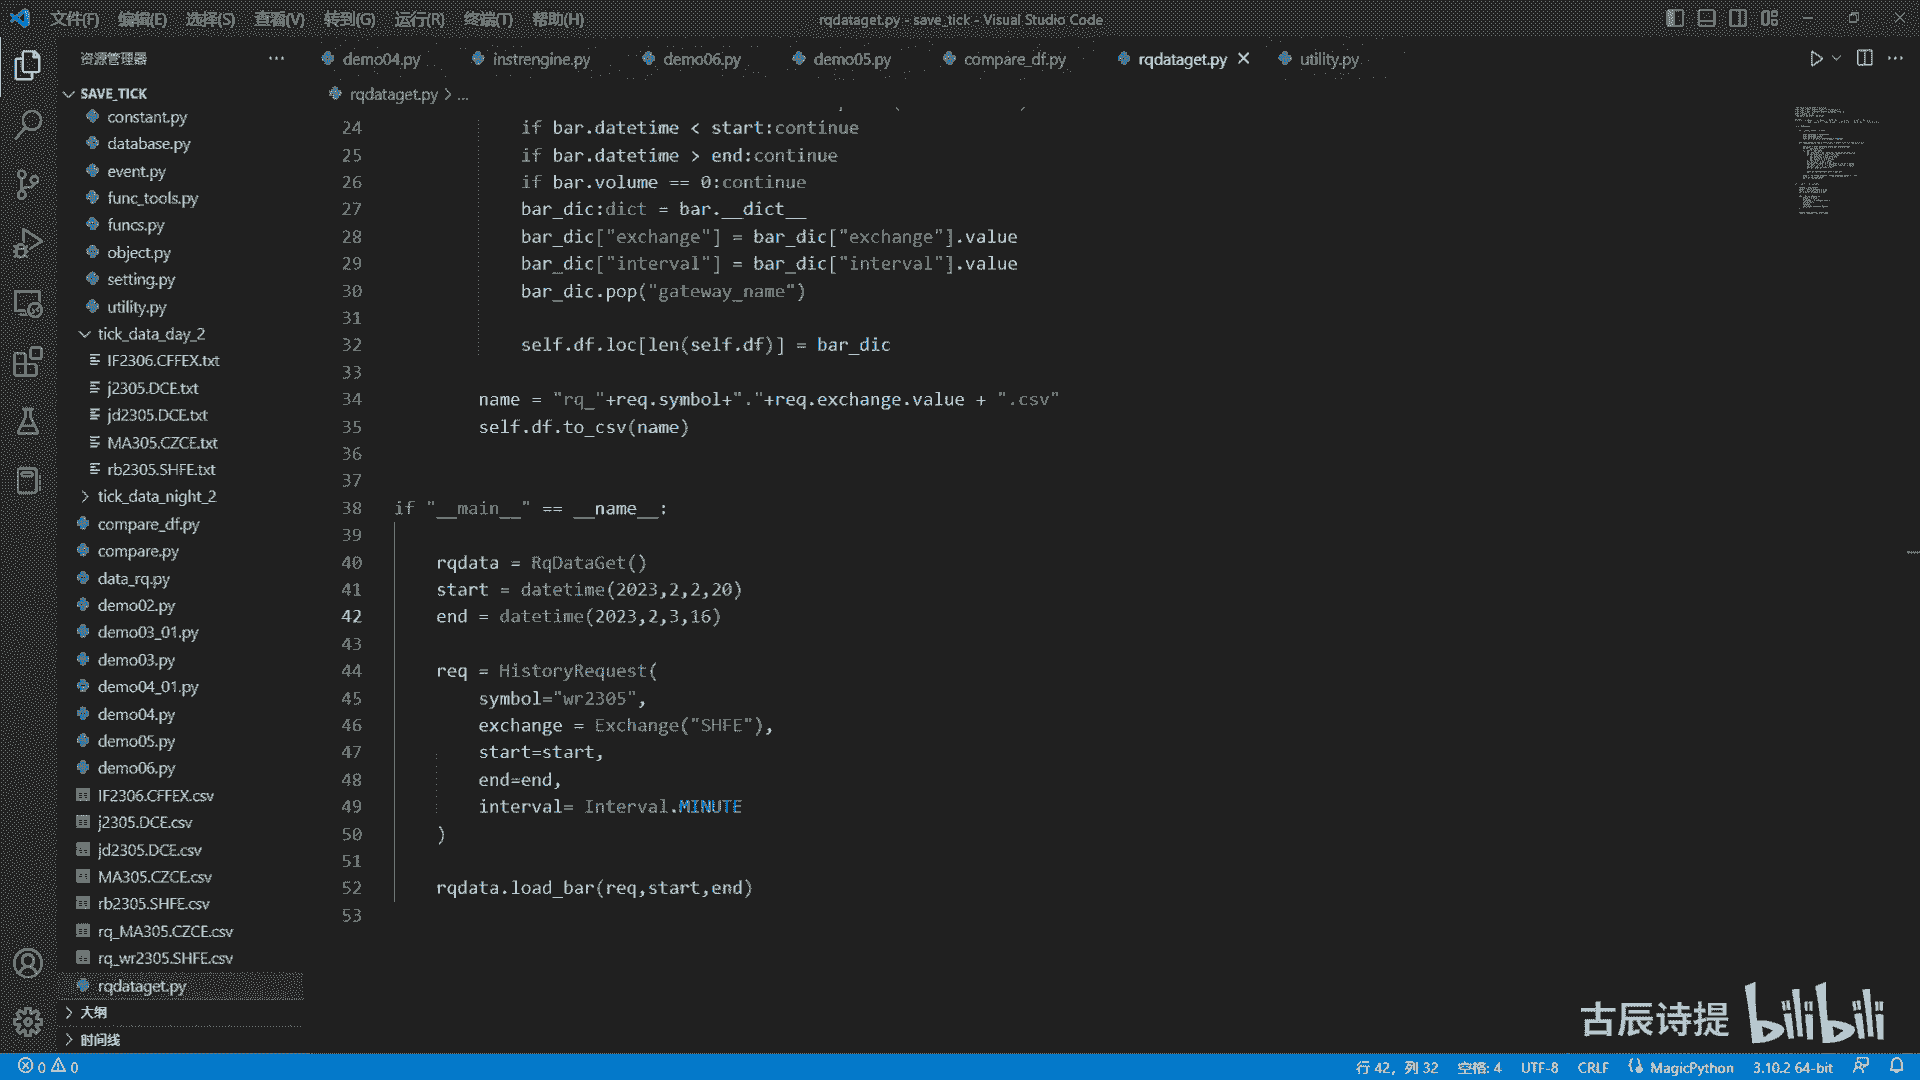 文件(F) 编辑(E) 选择(S) 查看(V) 转到(G) 运行(R) 终端(T) 帮助(H)
rqdataget.py - save_tick - Visual Studio Code
资源管理器
demo04.py instrengine.py demo06.py demo05.py compare_df.py rqdataget.py utility.py
rqdataget.py > ...
SAVE_TICK
constant.py
database.py
event.py
func_tools.py
funcs.py
object.py
setting.py
utility.py
tick_data_day_2
IF2306.CFFEX.txt
j2305.DCE.txt
jd2305.DCE.txt
MA305.CZCE.txt
rb2305.SHFE.txt
tick_data_night_2
compare_df.py
compare.py
data_rq.py
demo02.py
demo03_01.py
demo03.py
demo04_01.py
demo04.py
demo05.py
demo06.py
IF2306.CFFEX.csv
j2305.DCE.csv
jd2305.DCE.csv
MA305.CZCE.csv
rb2305.SHFE.csv
rq_MA305.CZCE.csv
rq_wr2305.SHFE.csv
rqdataget.py
大纲
时间线
24 if bar.datetime < start:continue
25 if bar.datetime > end:continue
26 if bar.volume == 0:continue
27 bar_dic:dict = bar.__dict__
28 bar_dic["exchange"] = bar_dic["exchange"].value
29 bar_dic["interval"] = bar_dic["interval"].value
30 bar_dic.pop("gateway_name")
31
32 self.df.loc[len(self.df)] = bar_dic
33
34 name = "rq_"+req.symbol+"."+req.exchange.value + ".csv"
35 self.df.to_csv(name)
36
37
38 if "__main__" == __name__:
39
40 rqdata = RqDataGet()
41 start = datetime(2023,2,2,20)
42 end = datetime(2023,2,3,16)
43
44 req = HistoryRequest(
45 symbol="wr2305",
46 exchange = Exchange("SHFE"),
47 start=start,
48 end=end,
49 interval= Interval.MINUTE
50 )
51
52 rqdata.load_bar(req,start,end)
53
古辰诗提 bilibili
0 0
行 42，列 32 空格: 4 UTF-8 CRLF MagicPython 3.10.2 64-bit